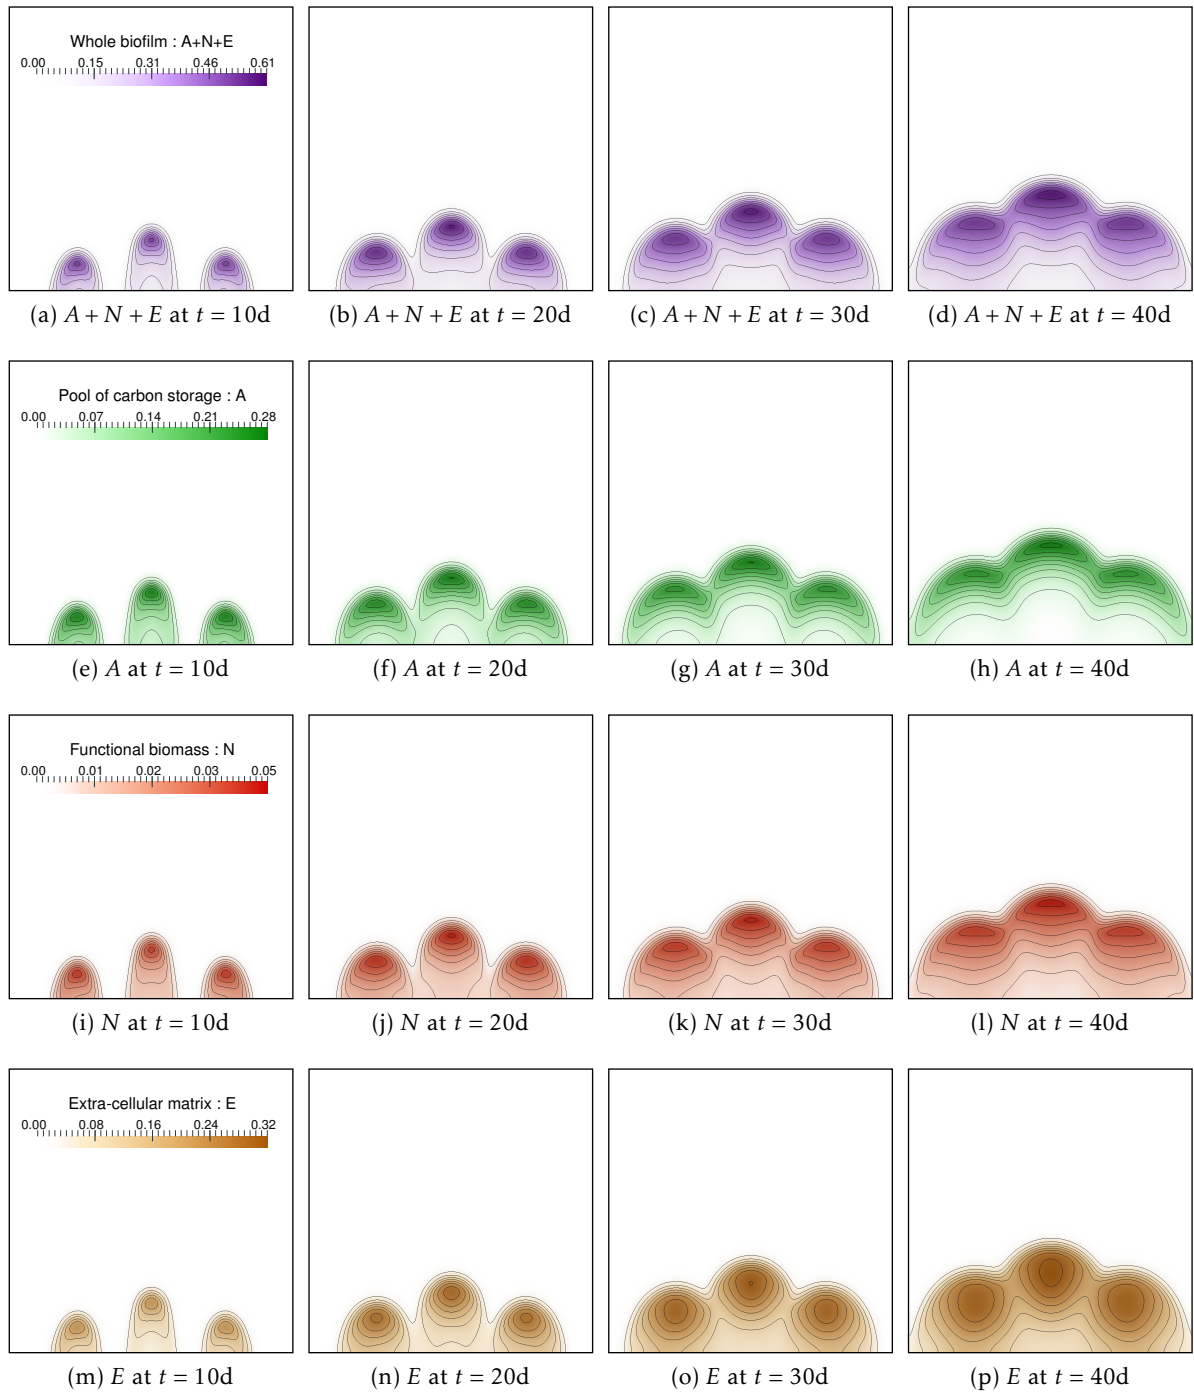 Whole biofilm : A+N+E
0.00 0.15 0.31 0.46 0.61
(a) A + N + E at t = 10d (b) A + N + E at t = 20d (c) A + N + E at t = 30d (d) A + N + E at t = 40d
Pool of carbon storage : A
0.00 0.07 0.14 0.21 0.28
(e) A at t = 10d (f) A at t = 20d (g) A at t = 30d (h) A at t = 40d
Functional biomass : N
0.00 0.01 0.02 0.03 0.05
(i) N at t = 10d (j) N at t = 20d (k) N at t = 30d (l) N at t = 40d
Extra-cellular matrix : E
0.00 0.08 0.16 0.24 0.32
(m) E at t = 10d (n) E at t = 20d (o) E at t = 30d (p) E at t = 40d